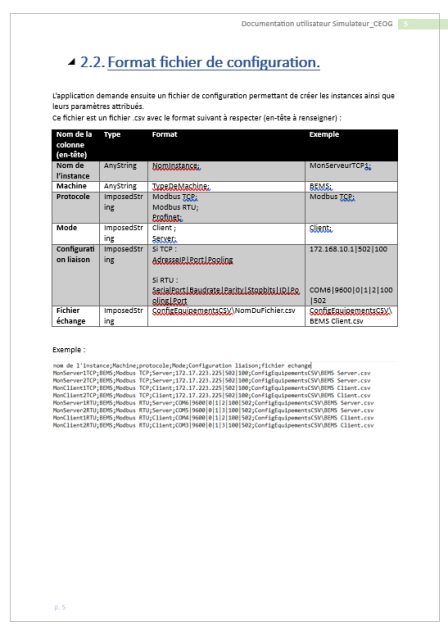 Documentation utilisateur Simulateur_CEOG 5
2.2. Format fichier de configuration.
L'application demande ensuite un fichier de configuration permettant de créer les instances ainsi que
leurs paramètres attribués.
Ce fichier est un fichier .csv avec le format suivant à respecter (en-tête à renseigner) :
Nom de la colonne (en-tête) Type Format Exemple
Nom de l'instance AnyString NomInstance; MonServeurTCP1;
Machine AnyString TypeDeMachine; BEMS;
Protocole ImposedString Modbus TCP; Modbus TCP;
Modbus RTU;
Profinet;
Mode ImposedString Client ; Client;
Server;
Configuration liaison ImposedString Si TCP : 172.168.10.1|502|100
AdresseIP|Port|Pooling
Si RTU :
SerialPort|Baudrate|Parity|Stopbits|ID|Pooling|Port COM6|9600|0|1|2|100|502
Fichier échange ImposedString ConfigEquipementsCSV\NomDuFichier.csv ConfigEquipementsCSV\BEMS Client.csv
Exemple :
nom de l'instance;Machine;protocole;Mode;Configuration liaison;fichier echange
MonServer1TCP;BEMS;Modbus TCP;Server;172.17.223.225|502|100;ConfigEquipementsCSV\BEMS Server.csv
MonServer2TCP;BEMS;Modbus TCP;Server;172.17.223.225|502|100;ConfigEquipementsCSV\BEMS Server.csv
MonClient1TCP;BEMS;Modbus TCP;Client;172.17.223.225|502|100;ConfigEquipementsCSV\BEMS Client.csv
MonClient2TCP;BEMS;Modbus TCP;Client;172.17.223.225|502|100;ConfigEquipementsCSV\BEMS Client.csv
MonServer1RTU;BEMS;Modbus RTU;Server;COM6|9600|0|1|2|100|502;ConfigEquipementsCSV\BEMS Server.csv
MonServer2RTU;BEMS;Modbus RTU;Server;COM5|9600|0|1|3|100|502;ConfigEquipementsCSV\BEMS Server.csv
MonClient1RTU;BEMS;Modbus RTU;Client;COM4|9600|0|1|2|100|502;ConfigEquipementsCSV\BEMS Client.csv
MonClient2RTU;BEMS;Modbus RTU;Client;COM3|9600|0|1|3|100|502;ConfigEquipementsCSV\BEMS Client.csv
p. 5